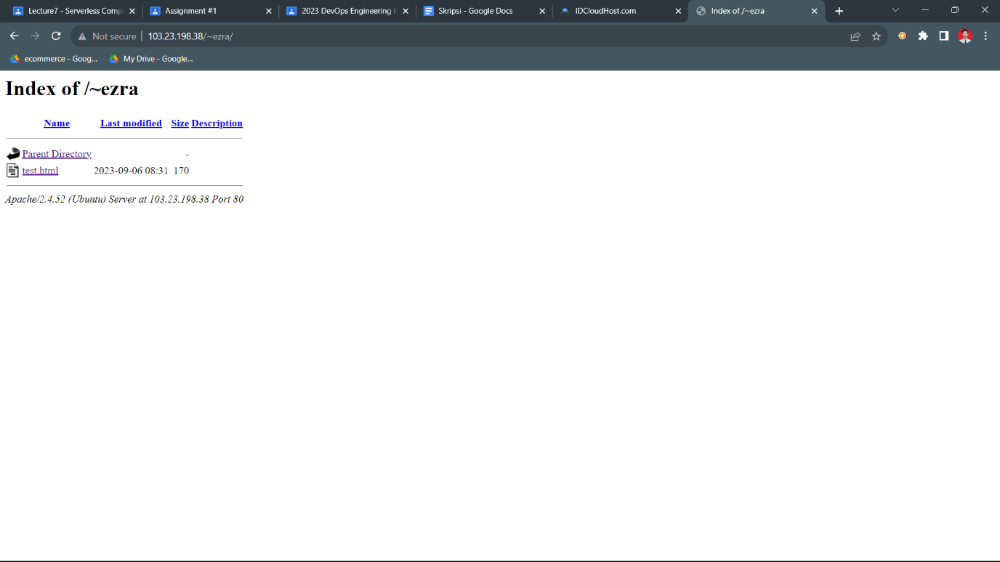 Lecture7 - Serverless Comp
Assignment #1
2023 DevOps Engineering P
Skripsi - Google Docs
IDCloudHost.com
Index of /~ezra
Not secure | 103.23.198.38/~ezra/
ecommerce - Goog...
My Drive - Google...
Index of /~ezra
Name Last modified Size Description
Parent Directory -
test.html 2023-09-06 08:31 170
Apache/2.4.52 (Ubuntu) Server at 103.23.198.38 Port 80